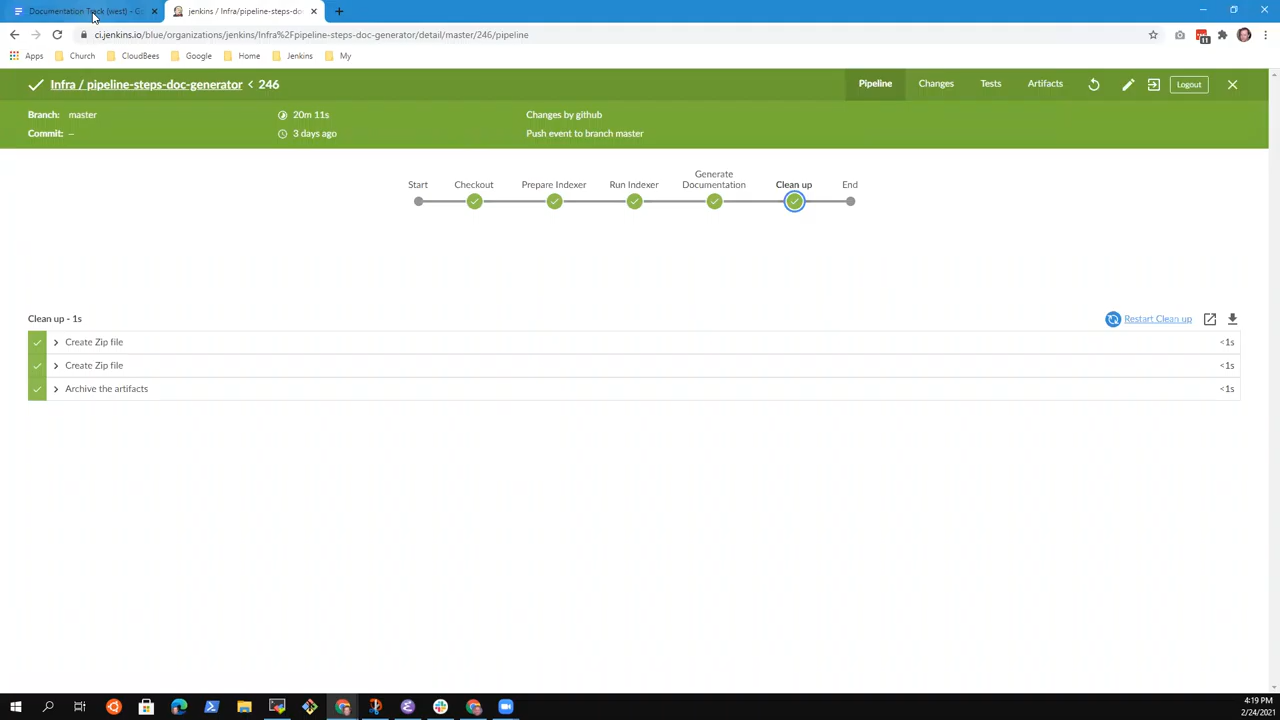 Documentation Track (west) - Go
jenkins / Infra/pipeline-steps-do
ci.jenkins.io/blue/organizations/jenkins/Infra%2Fpipeline-steps-doc-generator/detail/master/246/pipeline
11
Apps Church CloudBees Google Home Jenkins My
Infra / pipeline-steps-doc-generator < 246 Pipeline Changes Tests Artifacts Logout
Branch: master 20m 11s Changes by github
Commit: – 3 days ago Push event to branch master
Start Checkout Prepare Indexer Run Indexer Generate Documentation Clean up End
Clean up - 1s Restart Clean up
Create Zip file <1s
Create Zip file <1s
Archive the artifacts <1s
4:19 PM
2/24/2021